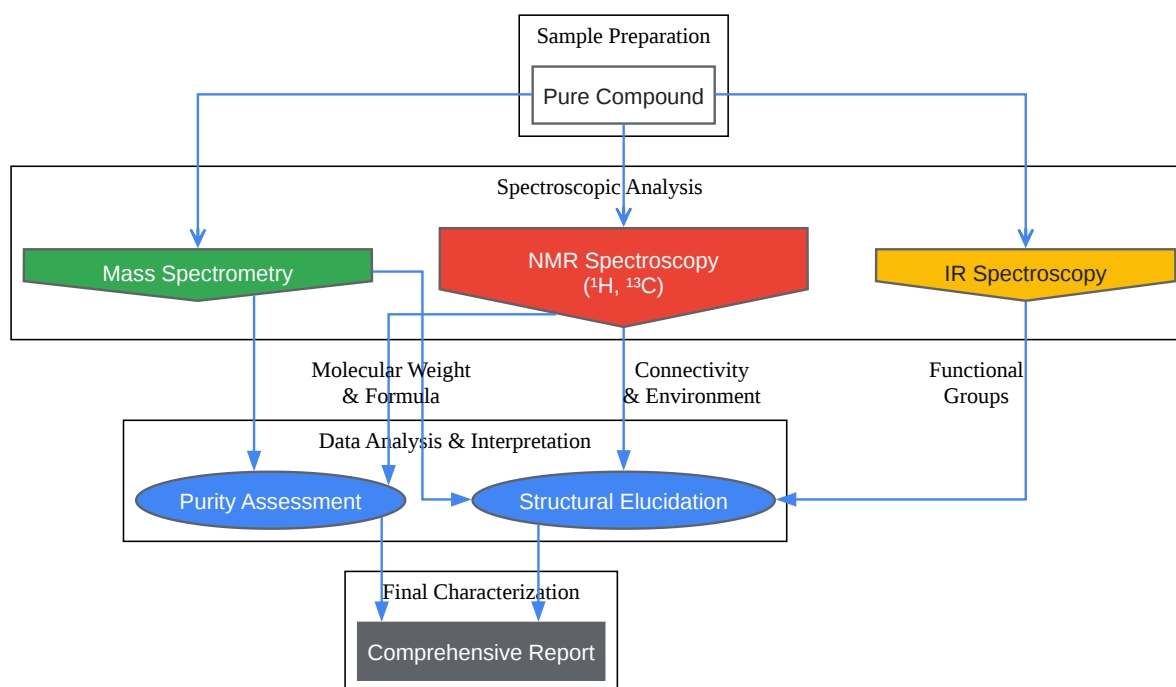 Sample Preparation
Pure Compound
Spectroscopic Analysis
Mass Spectrometry
NMR Spectroscopy
(¹H, ¹³C)
IR Spectroscopy
Molecular Weight
& Formula
Connectivity
& Environment
Functional
Groups
Data Analysis & Interpretation
Purity Assessment
Structural Elucidation
Final Characterization
Comprehensive Report